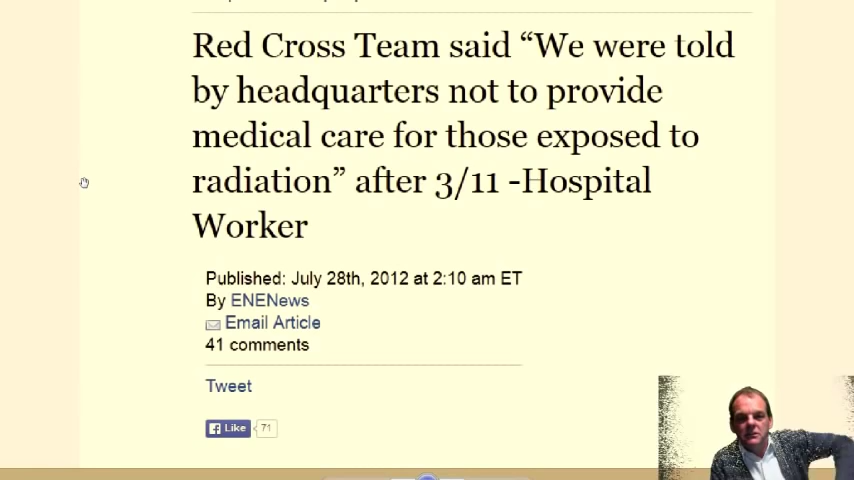 Red Cross Team said “We were told
by headquarters not to provide
medical care for those exposed to
radiation” after 3/11 -Hospital
Worker
Published: July 28th, 2012 at 2:10 am ET
By ENENews
Email Article
41 comments
Tweet
Like 71